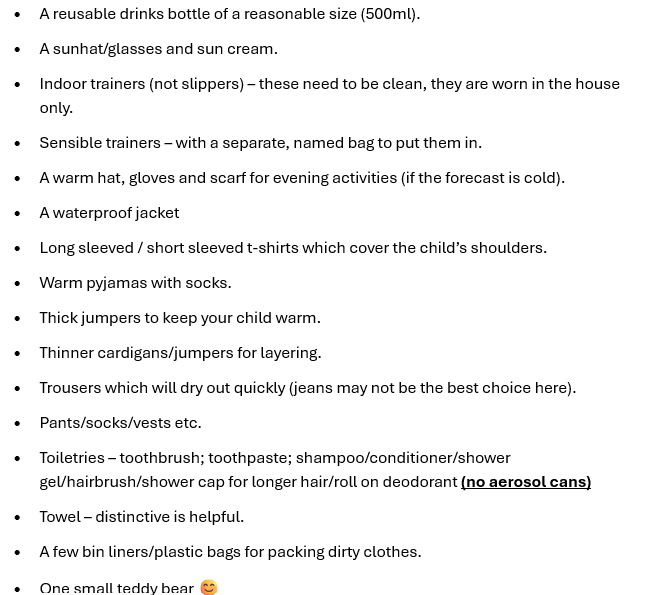 • A reusable drinks bottle of a reasonable size (500ml).
• A sunhat/glasses and sun cream.
• Indoor trainers (not slippers) – these need to be clean, they are worn in the house
only.
• Sensible trainers – with a separate, named bag to put them in.
• A warm hat, gloves and scarf for evening activities (if the forecast is cold).
• A waterproof jacket
• Long sleeved / short sleeved t-shirts which cover the child’s shoulders.
• Warm pyjamas with socks.
• Thick jumpers to keep your child warm.
• Thinner cardigans/jumpers for layering.
• Trousers which will dry out quickly (jeans may not be the best choice here).
• Pants/socks/vests etc.
• Toiletries – toothbrush; toothpaste; shampoo/conditioner/shower
gel/hairbrush/shower cap for longer hair/roll on deodorant (no aerosol cans)
• Towel – distinctive is helpful.
• A few bin liners/plastic bags for packing dirty clothes.
• One small teddy bear 😊